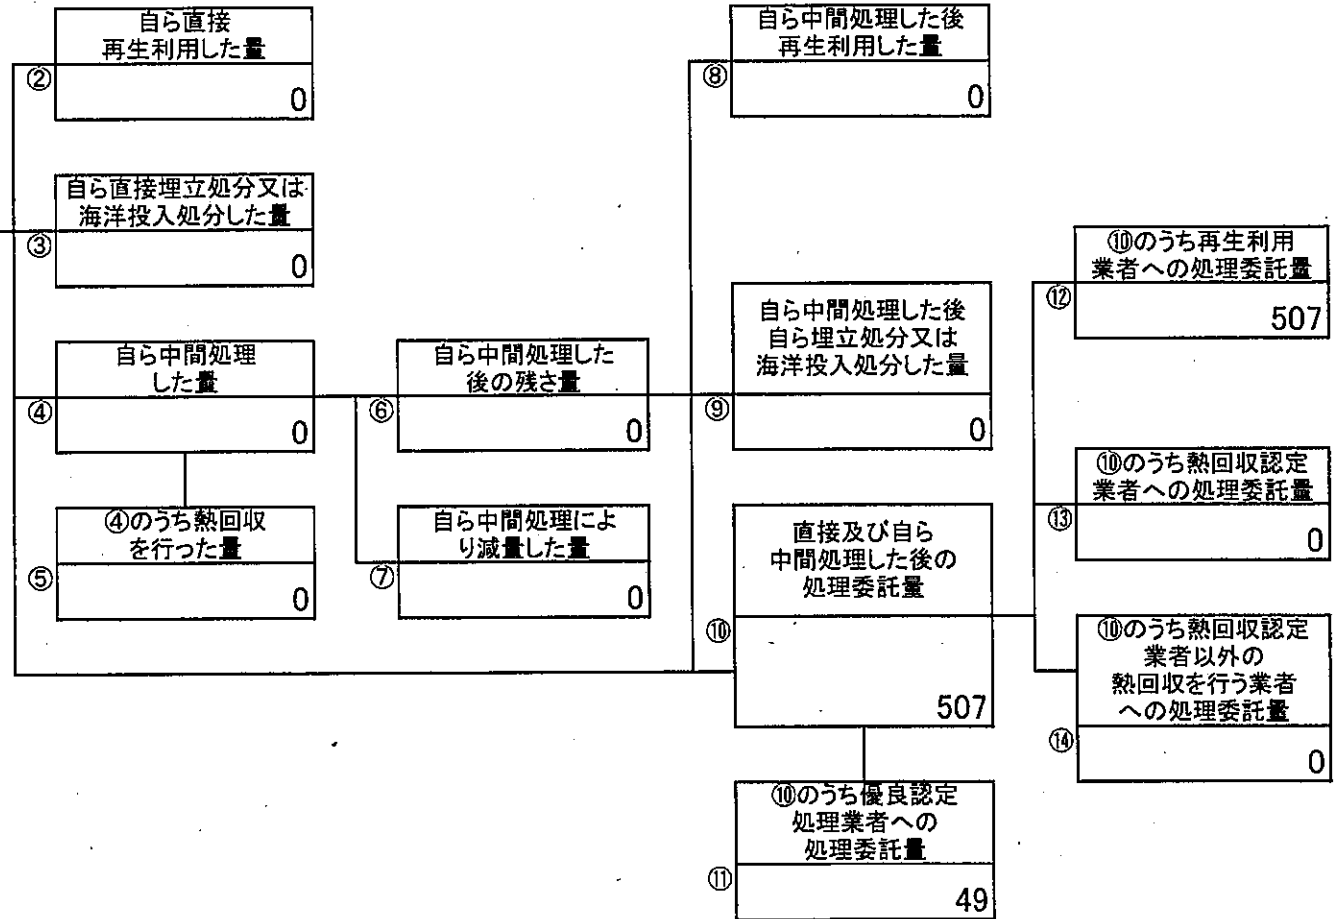 自ら直接
再生利用した量
②
0
自ら直接埋立処分又は
海洋投入処分した量
③
0
自ら中間処理
した量
④
0
④のうち熱回収
を行った量
⑤
0
自ら中間処理した
後の残さ量
⑥
0
自ら中間処理によ
り減量した量
⑦
0
自ら中間処理した後
再生利用した量
⑧
0
自ら中間処理した後
自ら埋立処分又は
海洋投入処分した量
⑨
0
直接及び自ら
中間処理した後の
処理委託量
⑩
507
⑩のうち優良認定
処理業者への
処理委託量
⑪
49
⑩のうち再生利用
業者への処理委託量
⑫
507
⑩のうち熱回収認定
業者への処理委託量
⑬
0
⑩のうち熱回収認定
業者以外の
熱回収を行う業者
への処理委託量
⑭
0